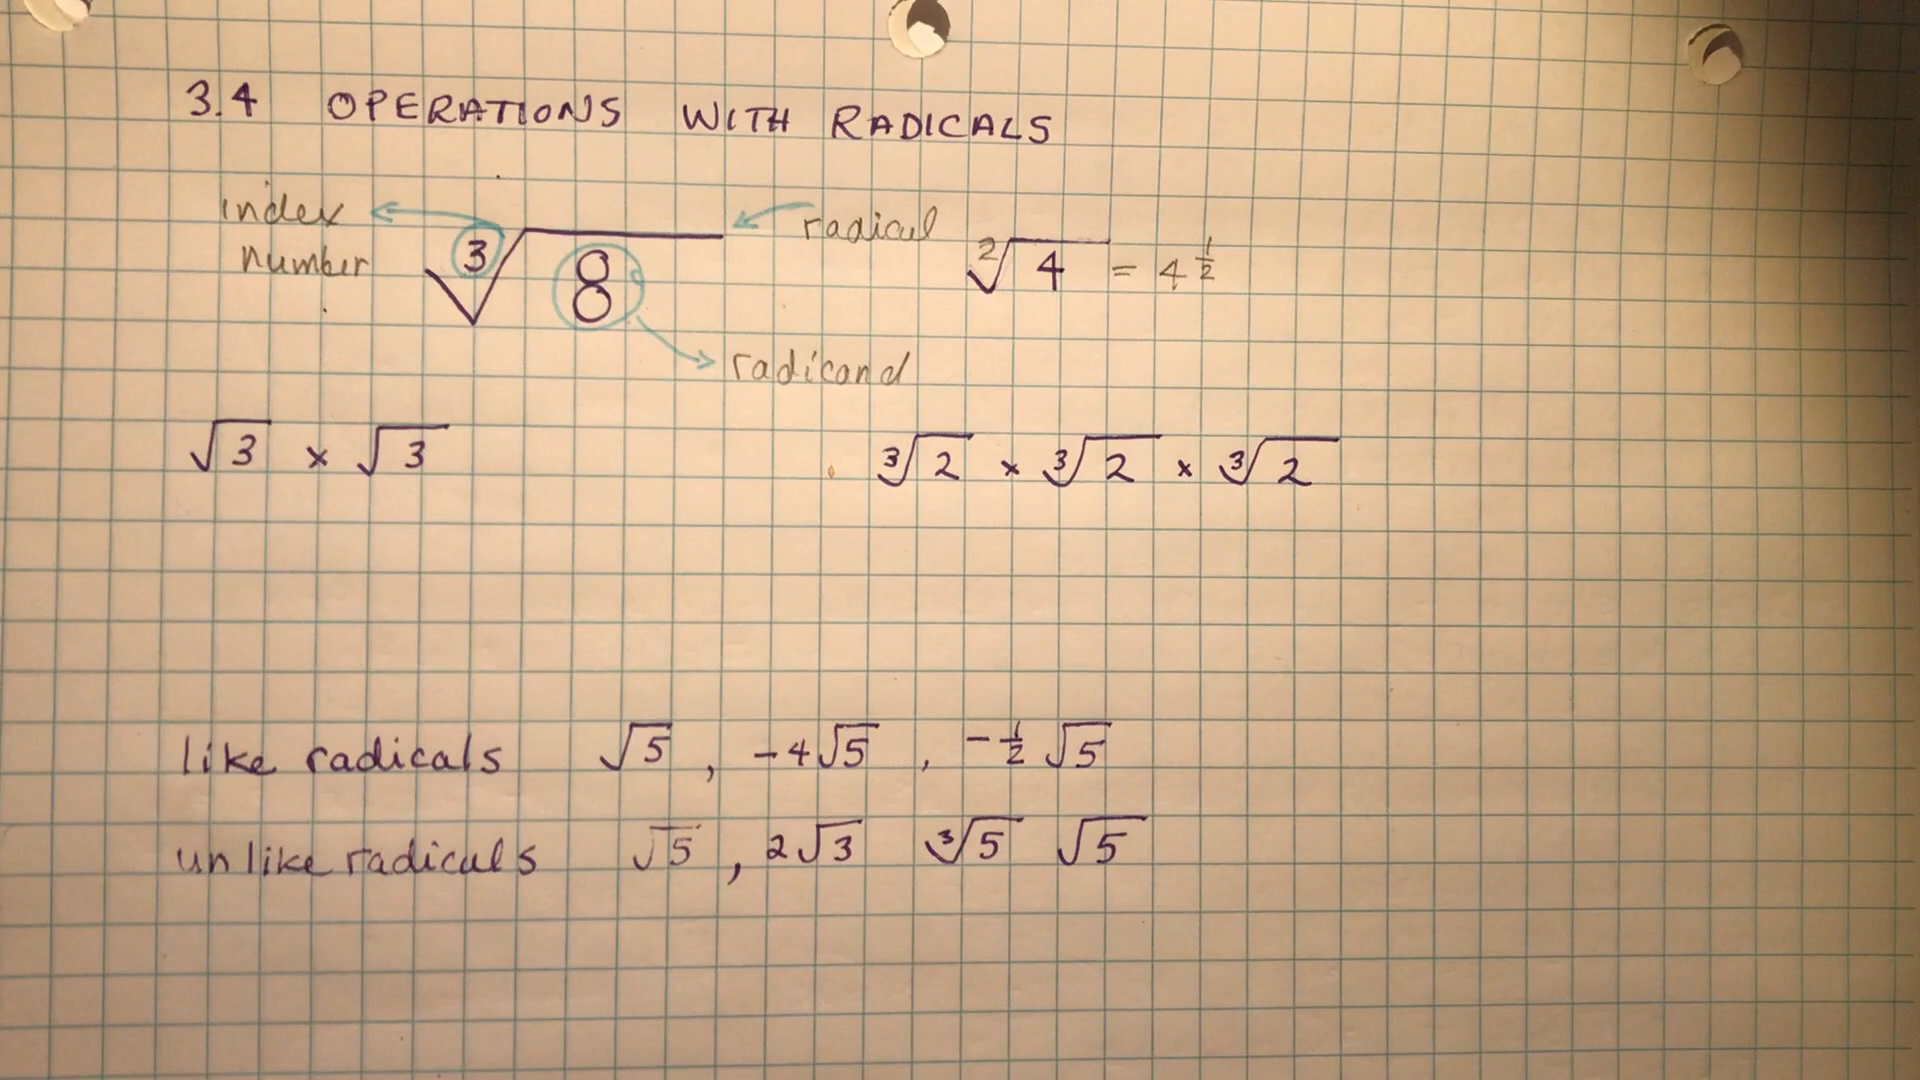 3.4 OPERATIONS WITH RADICALS
index number
∛8
radical
radicand
²√4 = 4^½
√3 × √3
∛2 × ∛2 × ∛2
like radicals √5 , -4√5 , -½√5
unlike radicals √5 , 2√3 ∛5 √5